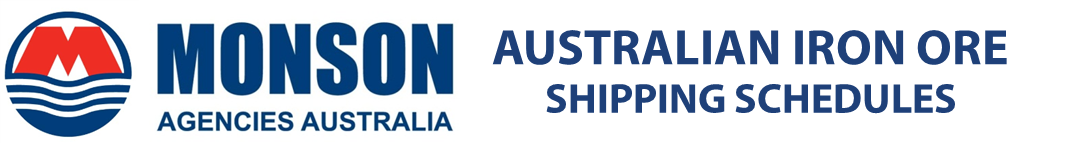 M
MONSON
AGENCIES AUSTRALIA
AUSTRALIAN IRON ORE
SHIPPING SCHEDULES